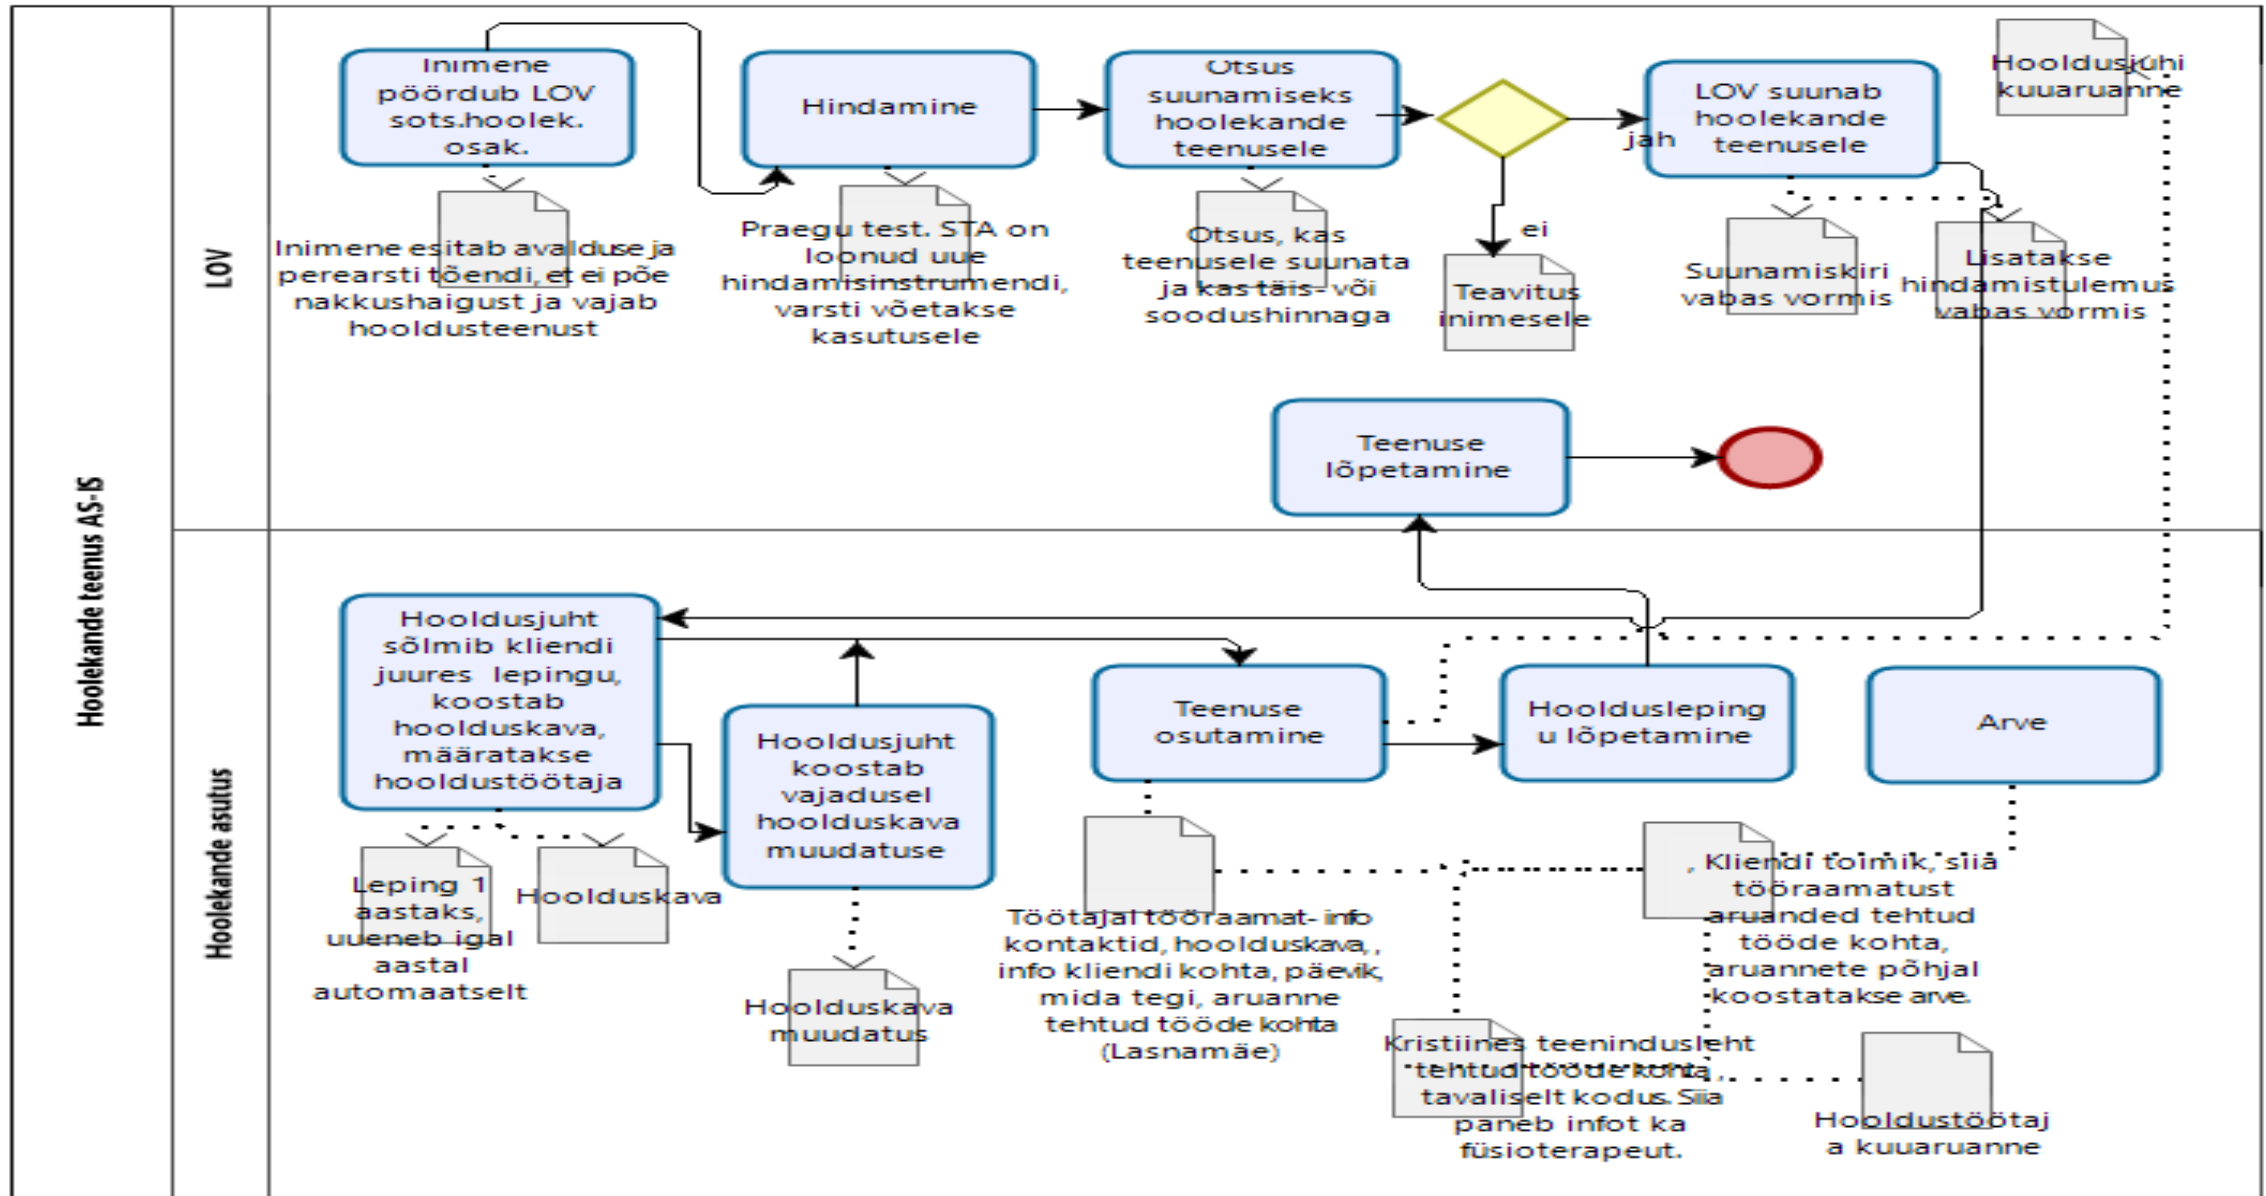 Hoolekande teenus AS-IS
LOV
Inimene
pöördub LOV
sots.hoolek.
osak.
Hindamine
Otsus
suunamiseks
hoolekande
teenusele
jah
LOV suunab
hoolekande
teenusele
Hooldusjuhi
kuuaruanne
Inimene esitab avalduse ja
perearsti tõendi, et ei põe
nakkushaigust ja vajab
hooldusteenust
Praegu test. STA on
loonud uue
hindamisinstrumendi,
varsti võetakse
kasutusele
Otsus, kas
teenusele suunata
ja kas täis- või
soodushinnaga
ei
Teavitus
inimesele
Suunamiskiri
vabas vormis
Lisatakse
hindamistulemus
vabas vormis
Teenuse
lõpetamine
Hoolekande asutus
Hooldusjuht
sõlmib kliendi
juures lepingu,
koostab
hoolduskava,
määratakse
hooldustöötaja
Hooldusjuht
koostab
vajadusel
hoolduskava
muudatuse
Teenuse
osutamine
Hooldusleping
u lõpetamine
Arve
Leping 1
aastaks,
uueneb igal
aastal
automaatselt
Hoolduskava
Hoolduskava
muudatus
Töötajal tööraamat- info
kontaktid, hoolduskava, ,
info kliendi kohta, päevik,
mida tegi, aruanne
tehtud tööde kohta
(Lasnamäe)
, Kliendi toimik, siia
tööraamatust
aruanded tehtud
tööde kohta,
aruannete põhjal
koostatakse arve.
Kristiines teenindusleht
tehtud tööde kohta ,
tavaliselt kodus. Siia
paneb infot ka
füsioterapeut.
Hooldustöötaj
a kuuaruanne